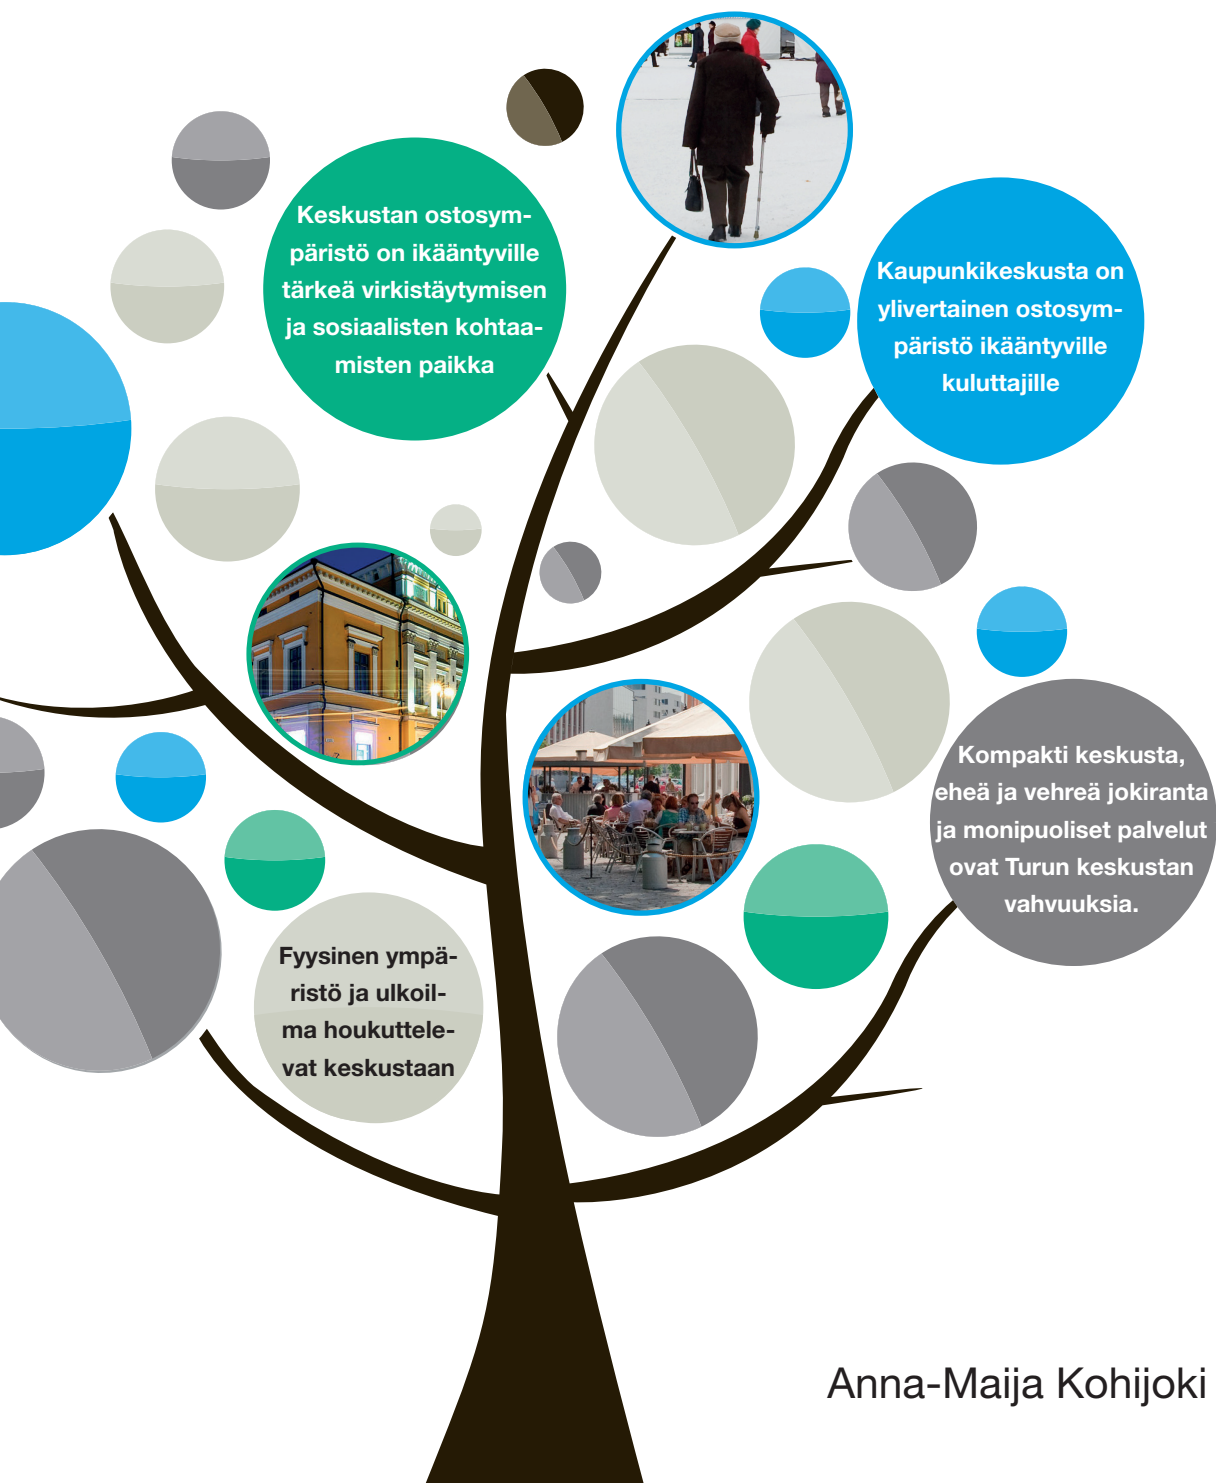 Keskustan ostosym-
päristö on ikääntyville
tärkeä virkistäytymisen
ja sosiaalisten kohtaa-
misten paikka
Kaupunkikeskusta on
ylivertainen ostosym-
päristö ikääntyville
kuluttajille
Kompakti keskusta,
eheä ja vehreä jokiranta
ja monipuoliset palvelut
ovat Turun keskustan
vahvuuksia.
Fyysinen ympä-
ristö ja ulkoil-
ma houkuttele-
vat keskustaan
Anna-Maija Kohijoki